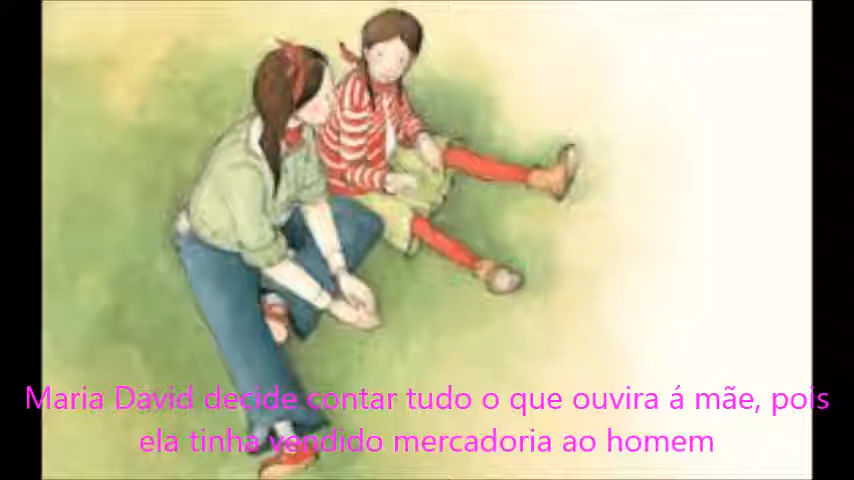 Maria David decide contar tudo o que ouvira á mãe, pois
ela tinha vendido mercadoria ao homem